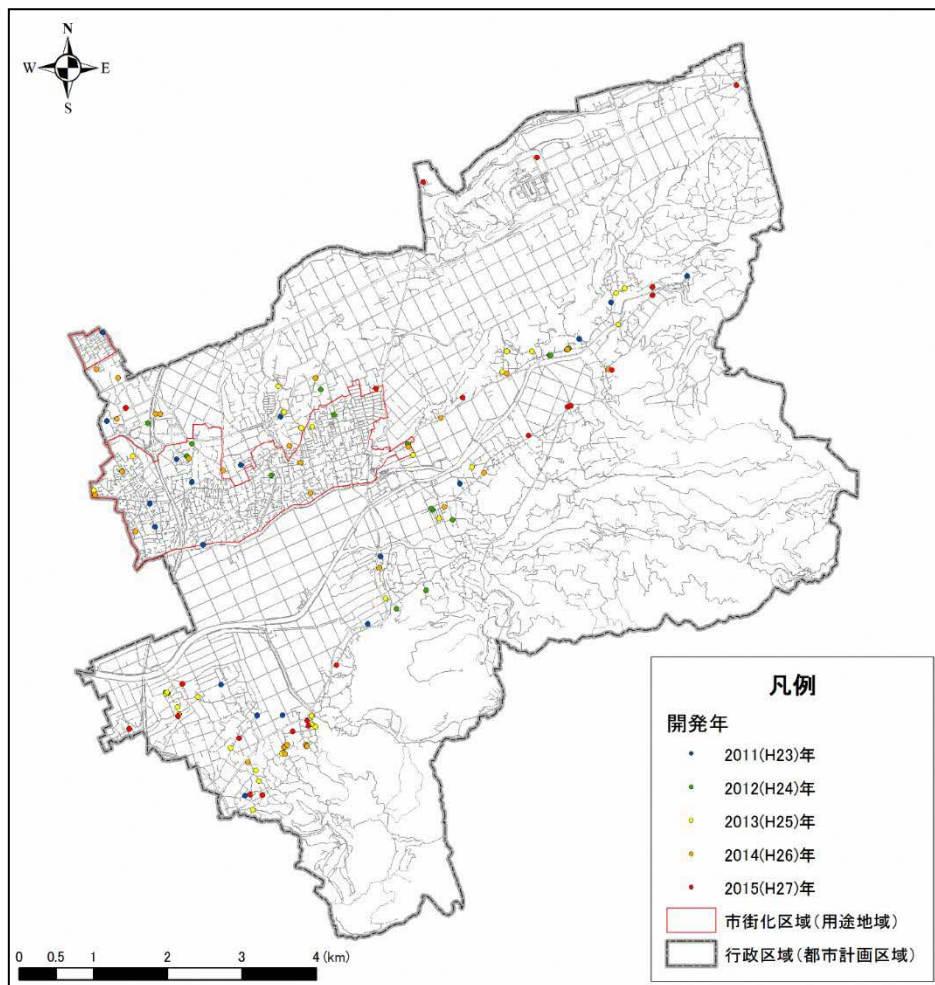 N
W E
S
凡例
開発年
2011(H23)年
2012(H24)年
2013(H25)年
2014(H26)年
2015(H27)年
市街化区域(用途地域)
行政区域(都市計画区域)
0 0.5 1 2 3 4 (km)